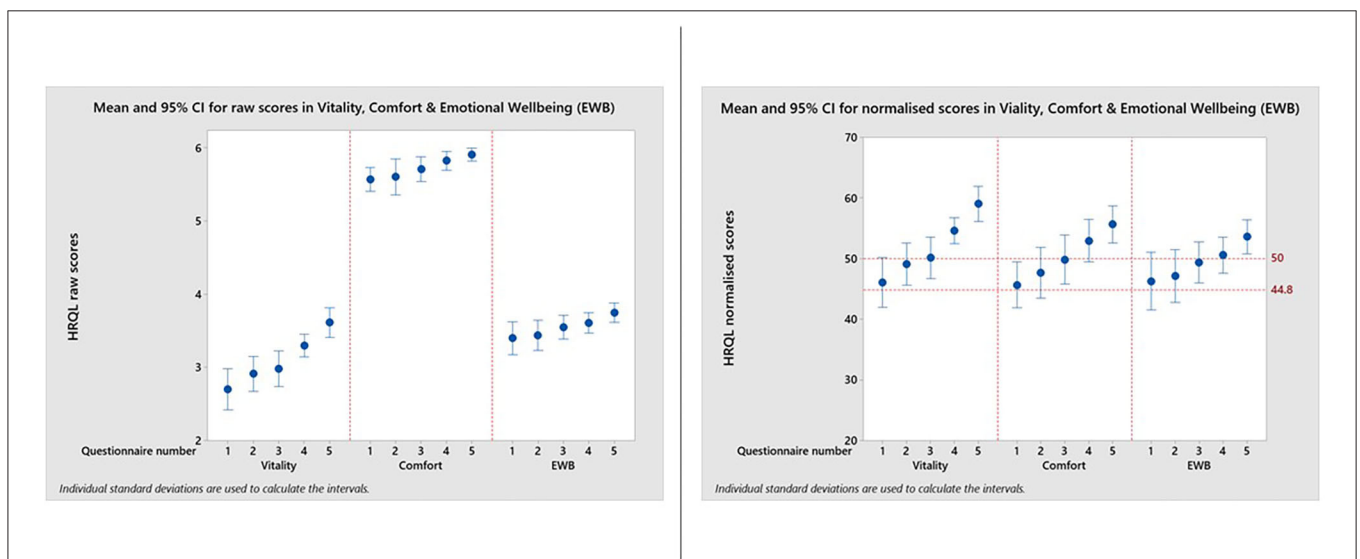 Mean and 95% CI for raw scores in Vitality, Comfort & Emotional Wellbeing (EWB)
HRQL raw scores
6
5
4
3
2
Questionnaire number 1 2 3 4 5 1 2 3 4 5 1 2 3 4 5
Vitality Comfort EWB
Individual standard deviations are used to calculate the intervals.
Mean and 95% CI for normalised scores in Viality, Comfort & Emotional Wellbeing (EWB)
HRQL normalised scores
70
60
50 50
44.8
40
30
20
Questionnaire number 1 2 3 4 5 1 2 3 4 5 1 2 3 4 5
Vitality Comfort EWB
Individual standard deviations are used to calculate the intervals.